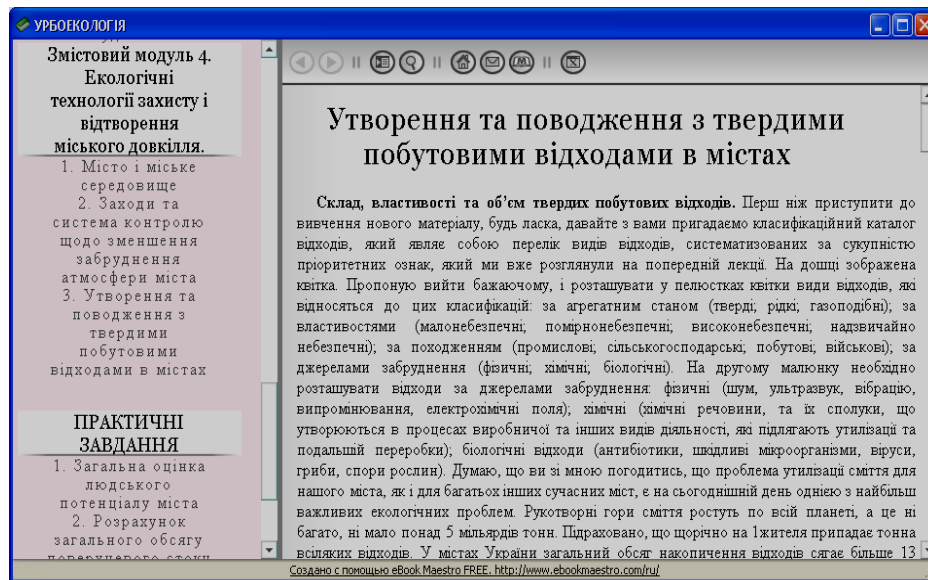 УРБОЕКОЛОГІЯ
Змістовий модуль 4.
Екологічні
технології захисту і
відтворення
міського довкілля.
1. Місто і міське
середовище
2. Заходи та
система контролю
щодо зменшення
забруднення
атмосфери міста
3. Утворення та
поводження з
твердими
побутовими
відходами в містах
ПРАКТИЧНІ
ЗАВДАННЯ
1. Загальна оцінка
людського
потенціалу міста
2. Розрахунок
загального обсягу
поверхневого стоку
Утворення та поводження з твердими
побутовими відходами в містах
Склад, властивості та об’єм твердих побутових відходів. Перш ніж приступити до
вивчення нового матеріалу, будь ласка, давайте з вами пригадаємо класифікаційний каталог
відходів, який являє собою перелік видів відходів, систематизованих за сукупністю
пріоритетних ознак, який ми вже розглянули на попередній лекції. На дошці зображена
квітка. Пропоную вийти бажаючому, і розташувати у пелюстках квітки види відходів, які
відносяться до цих класифікацій: за агрегатним станом (тверді; рідкі; газоподібні); за
властивостями (малонебезпечні; помірнонебезпечні; високонебезпечні; надзвичайно
небезпечні); за походженням (промислові; сільськогосподарські; побутові; військові); за
джерелами забруднення (фізичні; хімічні; біологічні). На другому малюнку необхідно
розташувати відходи за джерелами забруднення: фізичні (шум, ультразвук, вібрацію,
випромінювання, електрохімічні поля); хімічні (хімічні речовини, та їх сполуки, що
утворюються в процесах виробничої та інших видів діяльності, які підлягають утилізації та
подальшій переробки); біологічні відходи (антибіотики, шкідливі мікроорганізми, віруси,
гриби, спори рослин). Думаю, що ви зі мною погодитись, що проблема утилізації сміття для
нашого міста, як і для багатьох інших сучасних міст, є на сьогоднішній день однією з найбільш
важливих екологічних проблем. Рукотворні гори сміття ростуть по всій планеті, а це ні
багато, ні мало понад 5 мільярдів тонн. Підраховано, що щорічно на 1жителя припадає тонна
всіляких відходів. У містах України загальний обсяг накопичення відходів сягає більше 13
Создано с помощью eBook Maestro FREE. http://www.ebookmaestro.com/ru/